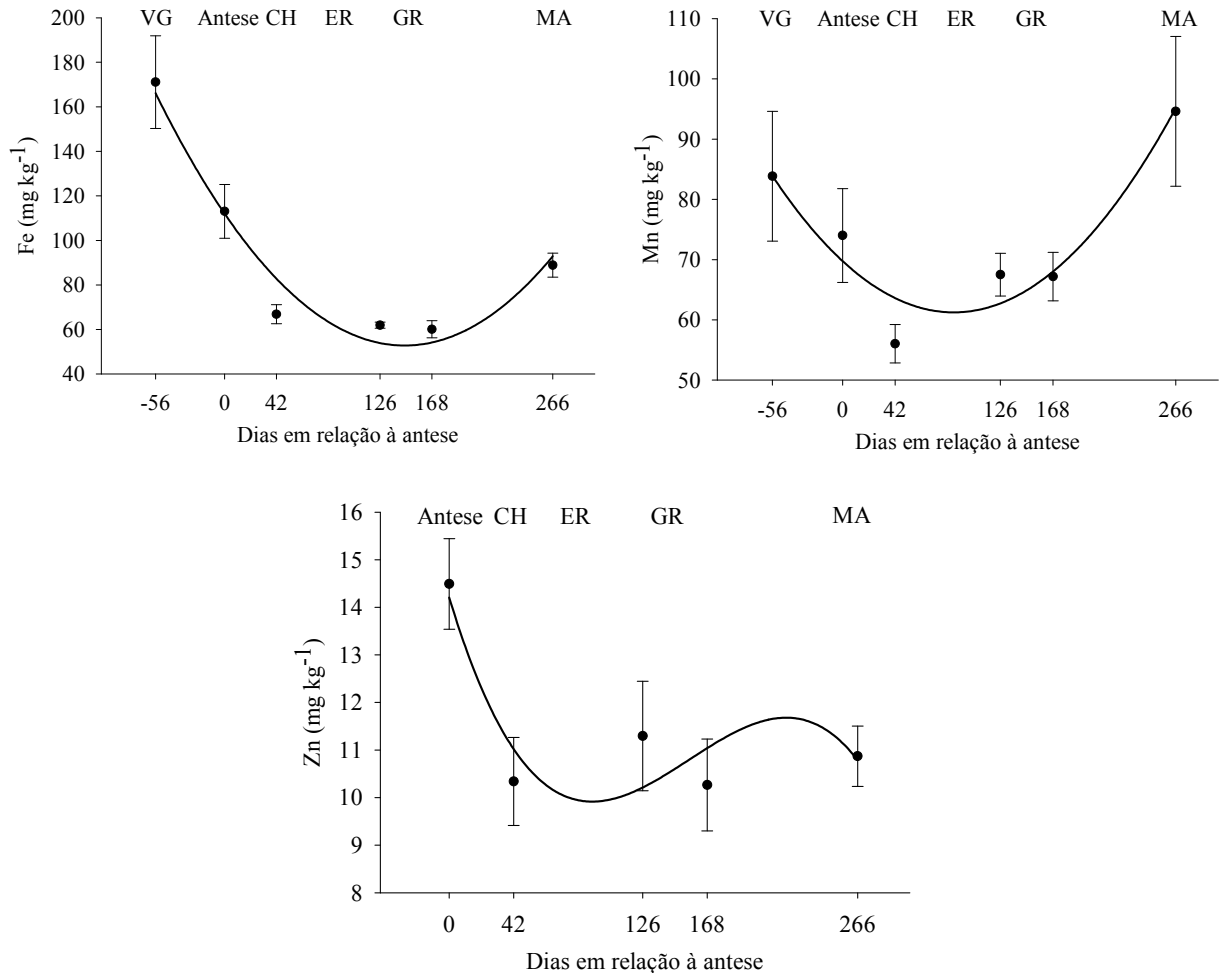 VG Antese CH ER GR MA
200
180
160
140
120
100
80
60
40
Fe (mg kg-1)
-56 0 42 126 168 266
Dias em relação à antese
VG Antese CH ER GR MA
110
100
90
80
70
60
50
Mn (mg kg-1)
-56 0 42 126 168 266
Dias em relação à antese
Antese CH ER GR MA
16
15
14
13
12
11
10
9
8
Zn (mg kg-1)
0 42 126 168 266
Dias em relação à antese